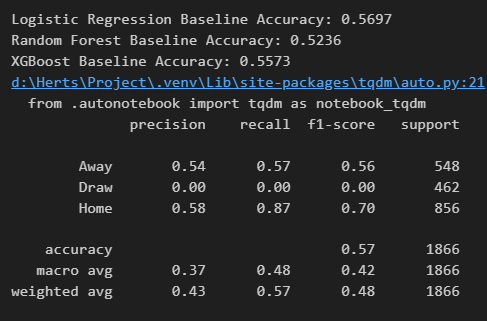 Logistic Regression Baseline Accuracy: 0.5697
Random Forest Baseline Accuracy: 0.5236
XGBoost Baseline Accuracy: 0.5573
d:\Herts\Project\.venv\Lib\site-packages\tqdm\auto.py:21
from .autonotebook import tqdm as notebook_tqdm
precision recall f1-score support
Away 0.54 0.57 0.56 548
Draw 0.00 0.00 0.00 462
Home 0.58 0.87 0.70 856
accuracy 0.57 1866
macro avg 0.37 0.48 0.42 1866
weighted avg 0.43 0.57 0.48 1866